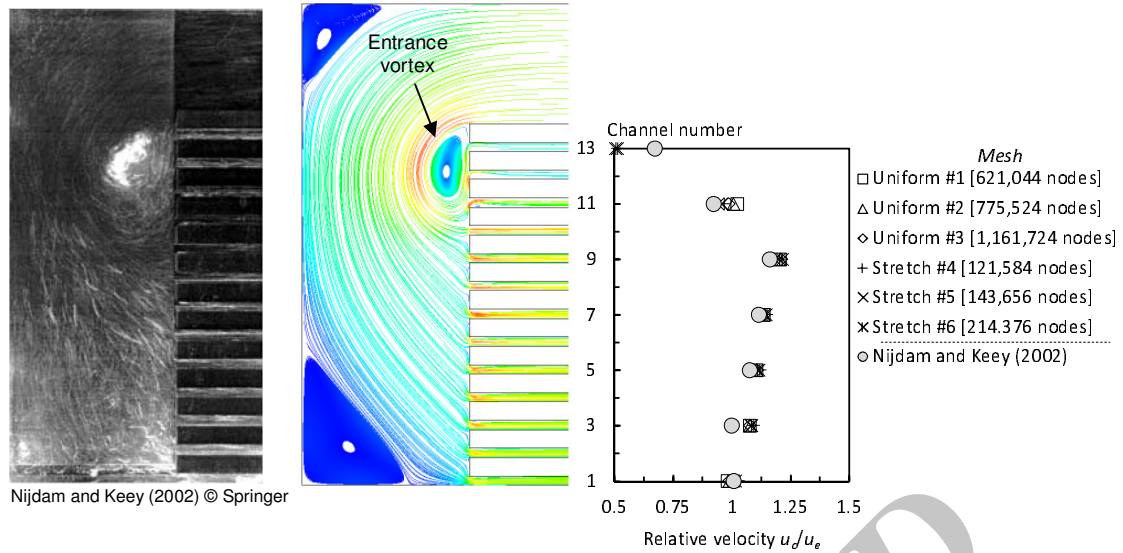 Entrance
vortex
Nijdam and Keey (2002) © Springer
Channel number
13
11
9
7
5
3
1
0.5 0.75 1 1.25 1.5
Relative velocity uc/ue
Mesh
Uniform #1 [621,044 nodes]
Uniform #2 [775,524 nodes]
Uniform #3 [1,161,724 nodes]
Stretch #4 [121,584 nodes]
Stretch #5 [143,656 nodes]
Stretch #6 [214.376 nodes]
Nijdam and Keey (2002)